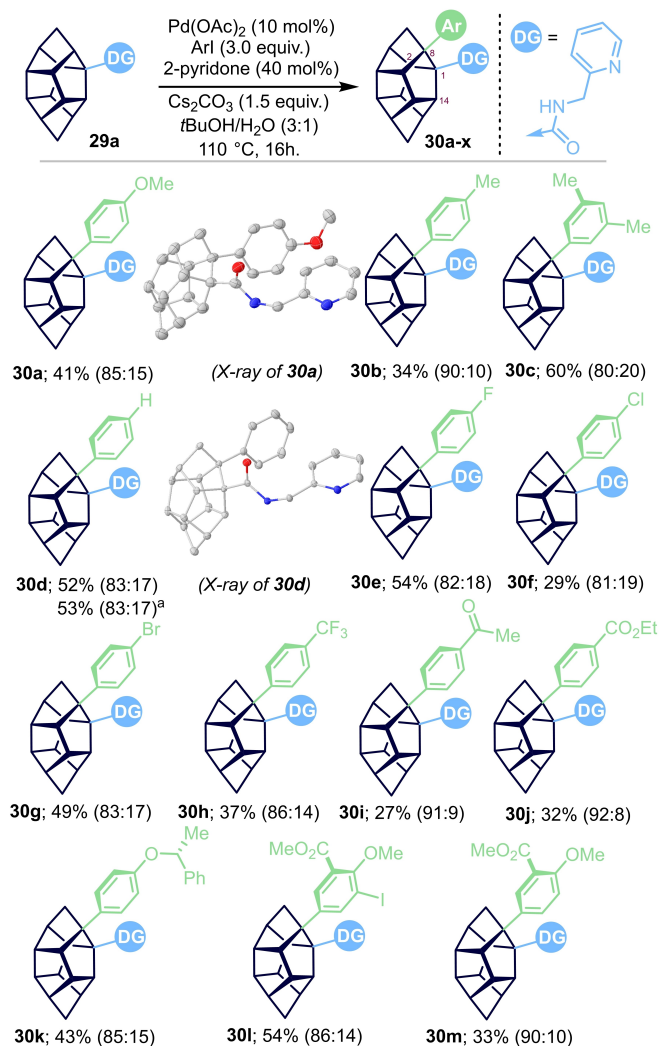 Pd(OAc)₂ (10 mol%)
ArI (3.0 equiv.)
2-pyridone (40 mol%)
Cs₂CO₃ (1.5 equiv.)
tBuOH/H₂O (3:1)
110 °C, 16h.
DG
29a
Ar
2
8
DG
1
14
30a-x
DG =
N
HN
O
OMe
DG
30a; 41% (85:15)
(X-ray of 30a)
Me
DG
30b; 34% (90:10)
Me
Me
DG
30c; 60% (80:20)
H
DG
30d; 52% (83:17)
53% (83:17)ᵃ
(X-ray of 30d)
F
DG
30e; 54% (82:18)
Cl
DG
30f; 29% (81:19)
Br
DG
30g; 49% (83:17)
CF₃
DG
30h; 37% (86:14)
O
Me
DG
30i; 27% (91:9)
CO₂Et
DG
30j; 32% (92:8)
Me
O
Ph
DG
30k; 43% (85:15)
MeO₂C
OMe
I
DG
30l; 54% (86:14)
MeO₂C
OMe
DG
30m; 33% (90:10)